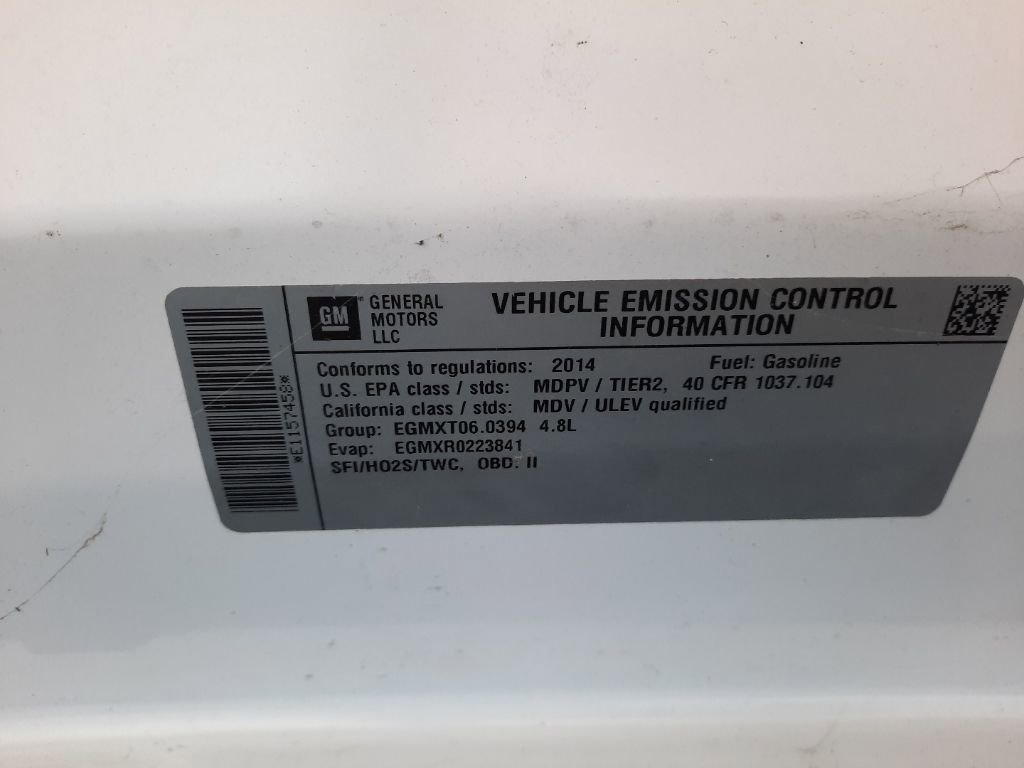 GM
GENERAL
MOTORS
LLC
VEHICLE EMISSION CONTROL
INFORMATION
*E1157458*
Conforms to regulations: 2014 Fuel: Gasoline
U.S. EPA class / stds: MDPV / TIER2, 40 CFR 1037.104
California class / stds: MDV / ULEV qualified
Group: EGMXT06.0394 4.8L
Evap: EGMXR0223841
SFI/HO2S/TWC, OBD: II